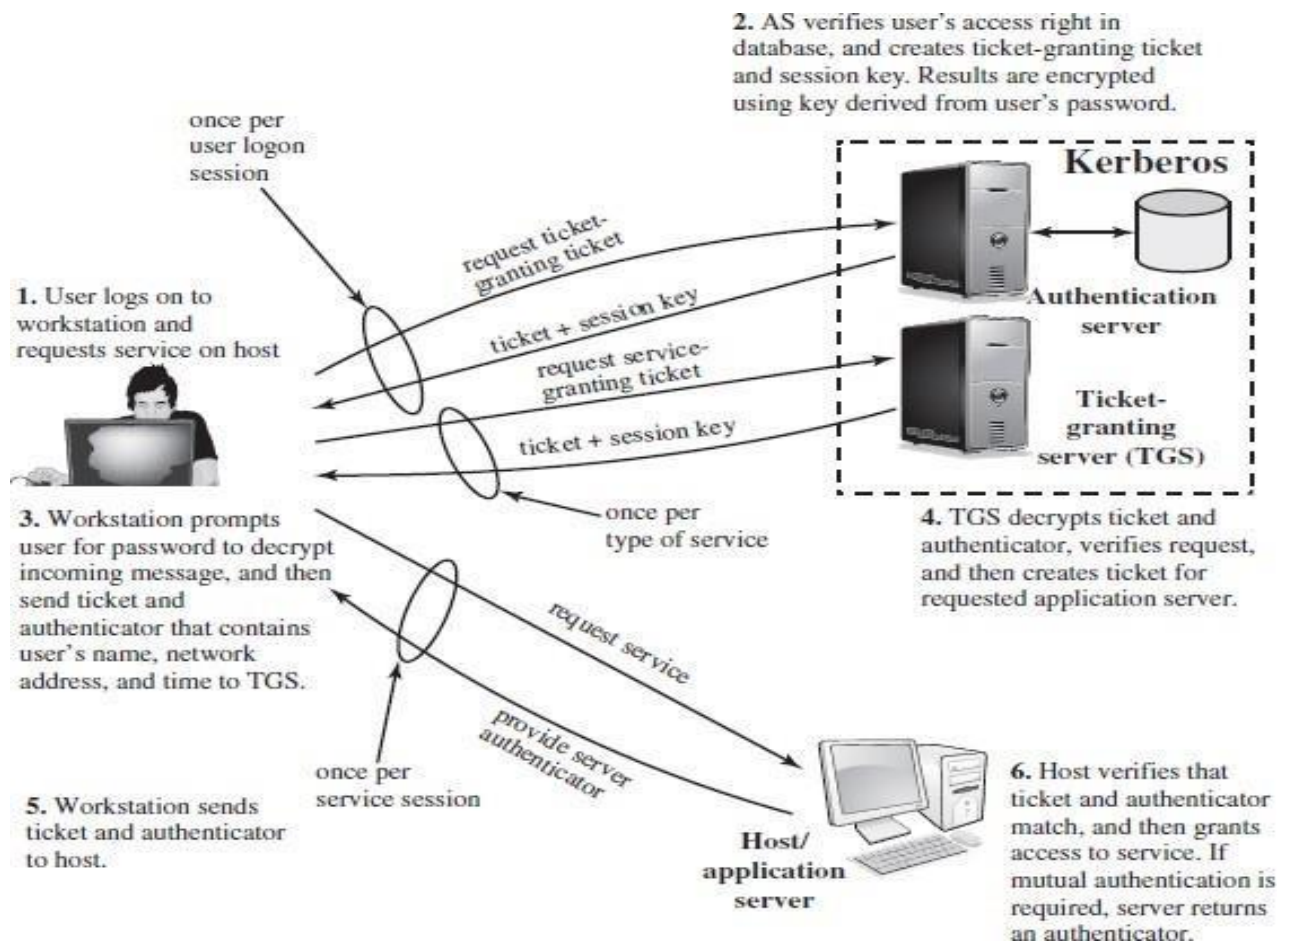 2. AS verifies user's access right in
database, and creates ticket-granting ticket
and session key. Results are encrypted
using key derived from user's password.
once per
user logon
session
Kerberos
request ticket-
granting ticket
1. User logs on to
workstation and
requests service on host
ticket + session key
Authentication
server
request service-
granting ticket
ticket + session key
Ticket-
granting
server (TGS)
once per
type of service
3. Workstation prompts
user for password to decrypt
incoming message, and then
send ticket and
authenticator that contains
user's name, network
address, and time to TGS.
4. TGS decrypts ticket and
authenticator, verifies request,
and then creates ticket for
requested application server.
request service
provide server
authenticator
once per
service session
5. Workstation sends
ticket and authenticator
to host.
Host/
application
server
6. Host verifies that
ticket and authenticator
match, and then grants
access to service. If
mutual authentication is
required, server returns
an authenticator.